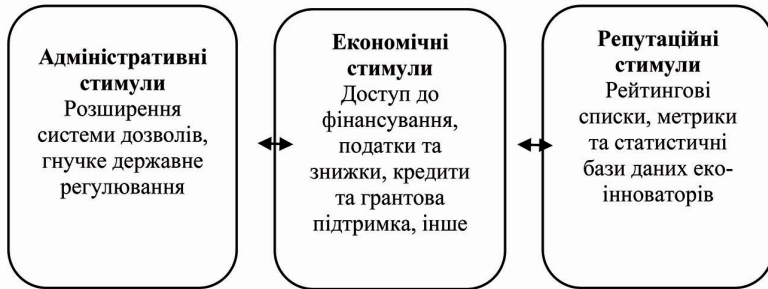 Адміністративні
стимули
Розширення
системи дозволів,
гнучке державне
регулювання
Економічні
стимули
Доступ до
фінансування,
податки та
знижки, кредити
та грантова
підтримка, інше
Репутаційні
стимули
Рейтингові
списки, метрики
та статистичні
бази даних еко-
інноваторів